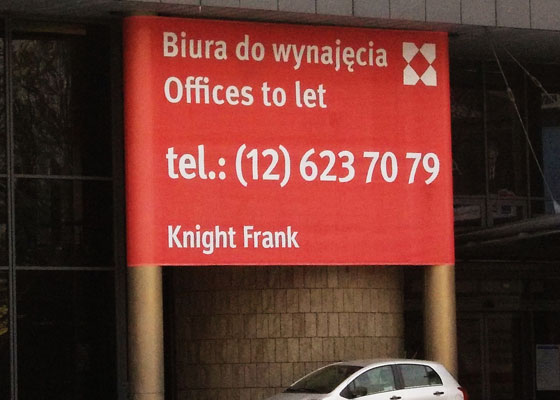 Biura do wynajęcia
Offices to let
tel.: (12) 623 70 79
Knight Frank